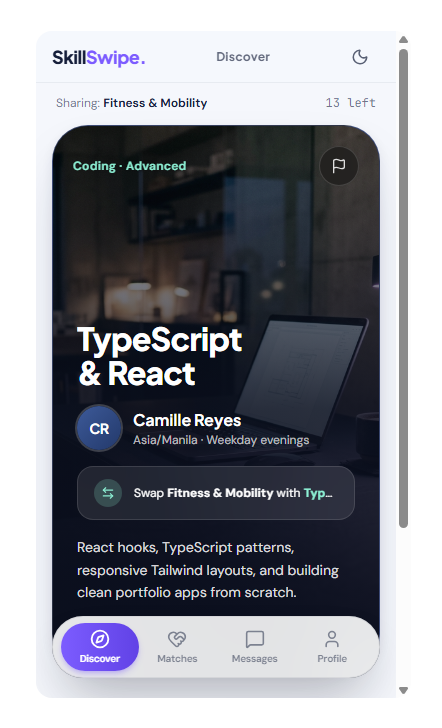 SkillSwipe.
Discover
Sharing: Fitness & Mobility
13 left
Coding · Advanced
TypeScript
& React
CR
Camille Reyes
Asia/Manila · Weekday evenings
Swap Fitness & Mobility with Typ...
React hooks, TypeScript patterns,
responsive Tailwind layouts, and building
clean portfolio apps from scratch.
Discover
Matches
Messages
Profile